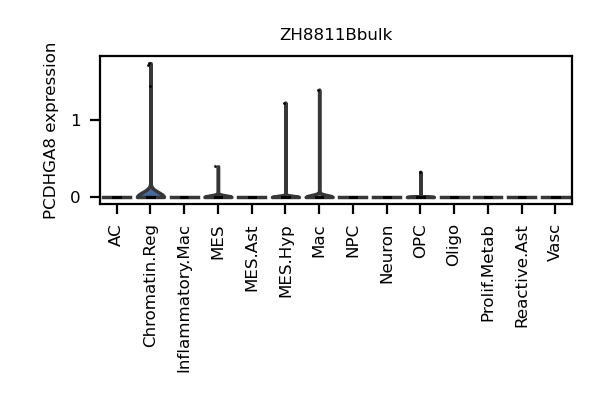 ZH8811Bbulk
PCDHGA8 expression
1
0
AC
Chromatin.Reg
Inflammatory.Mac
MES
MES.Ast
MES.Hyp
Mac
NPC
Neuron
OPC
Oligo
Prolif.Metab
Reactive.Ast
Vasc